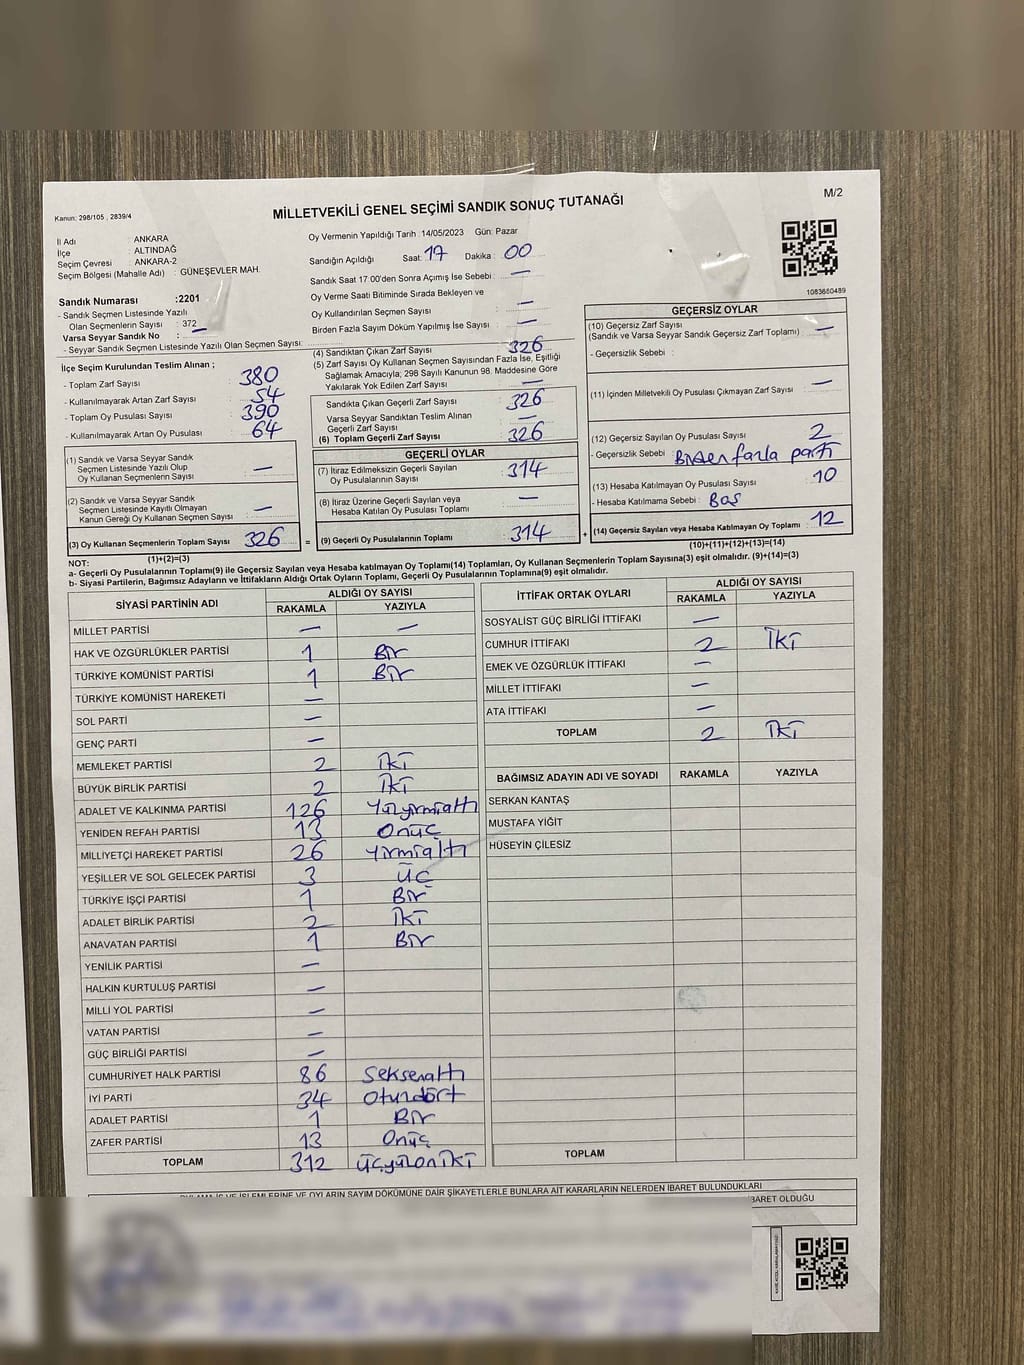 Kanun: 298/105 , 2839/4
MİLLETVEKİLİ GENEL SEÇİMİ SANDIK SONUÇ TUTANAĞI
M/2
İl Adı : ANKARA
İlçe : ALTINDAĞ
Seçim Çevresi : ANKARA-2
Seçim Bölgesi (Mahalle Adı) : GÜNEŞEVLER MAH.
Oy Vermenin Yapıldığı Tarih : 14/05/2023 Gün: Pazar
Sandığın Açıldığı Saat: 17 Dakika : 00
Sandık Saat 17:00'den Sonra Açımış İse Sebebi : —
Oy Verme Saati Bitiminde Sırada Bekleyen ve
Oy Kullandırılan Seçmen Sayısı : —
Birden Fazla Sayım Döküm Yapılmış İse Sayısı : —
1083680489
Sandık Numarası :2201
- Sandık Seçmen Listesinde Yazılı
Olan Seçmenlerin Sayısı : 372
Varsa Seyyar Sandık No : —
- Seyyar Sandık Seçmen Listesinde Yazılı Olan Seçmen Sayısı:
İlçe Seçim Kurulundan Teslim Alınan ;
- Toplam Zarf Sayısı : 380
- Kullanılmayarak Artan Zarf Sayısı : 54
- Toplam Oy Pusulası Sayısı : 390
- Kullanılmayarak Artan Oy Pusulası : 64
(1) Sandık ve Varsa Seyyar Sandık
Seçmen Listesinde Yazılı Olup
Oy Kullanan Seçmenlerin Sayısı : —
(2) Sandık ve Varsa Seyyar Sandık
Seçmen Listesinde Kayıtlı Olmayan
Kanun Gereği Oy Kullanan Seçmen Sayısı : —
(3) Oy Kullanan Seçmenlerin Toplam Sayısı : 326
(1)+(2)=(3)
(4) Sandıktan Çıkan Zarf Sayısı : 326
(5) Zarf Sayısı Oy Kullanan Seçmen Sayısından Fazla İse, Eşitliği
Sağlamak Amacıyla; 298 Sayılı Kanunun 98. Maddesine Göre
Yakılarak Yok Edilen Zarf Sayısı : —
Sandıkta Çıkan Geçerli Zarf Sayısı : 326
Varsa Seyyar Sandıktan Teslim Alınan
Geçerli Zarf Sayısı : —
(6) Toplam Geçerli Zarf Sayısı : 326
GEÇERLİ OYLAR
(7) İtiraz Edilmeksizin Geçerli Sayılan
Oy Pusulalarının Sayısı : 314
(8) İtiraz Üzerine Geçerli Sayılan veya
Hesaba Katılan Oy Pusulası Toplamı : —
= (9) Geçerli Oy Pusulalarının Toplamı : 314
GEÇERSİZ OYLAR
(10) Geçersiz Zarf Sayısı
(Sandık ve Varsa Seyyar Sandık Geçersiz Zarf Toplamı) : —
- Geçersizlik Sebebi :
(11) İçinden Milletvekili Oy Pusulası Çıkmayan Zarf Sayısı : —
(12) Geçersiz Sayılan Oy Pusulası Sayısı : 2
- Geçersizlik Sebebi : Birden fazla parti
(13) Hesaba Katılmayan Oy Pusulası Sayısı : 10
- Hesaba Katılmama Sebebi : Boş
+ (14) Geçersiz Sayılan veya Hesaba Katılmayan Oy Toplamı : 12
(10)+(11)+(12)+(13)=(14)
NOT:
a- Geçerli Oy Pusulalarının Toplamı(9) ile Geçersiz Sayılan veya Hesaba katılmayan Oy Toplamı(14) Toplamları, Oy Kullanan Seçmenlerin Toplam Sayısına(3) eşit olmalıdır. (9)+(14)=(3)
b- Siyasi Partilerin, Bağımsız Adayların ve İttifakların Aldığı Ortak Oyların Toplamı, Geçerli Oy Pusulalarının Toplamına(9) eşit olmalıdır.
SİYASİ PARTİNİN ADI ALDIĞI OY SAYISI
RAKAMLA YAZIYLA
MİLLET PARTİSİ — —
HAK VE ÖZGÜRLÜKLER PARTİSİ 1 Bir
TÜRKİYE KOMÜNİST PARTİSİ 1 Bir
TÜRKİYE KOMÜNİST HAREKETİ —
SOL PARTİ —
GENÇ PARTİ —
MEMLEKET PARTİSİ 2 İki
BÜYÜK BİRLİK PARTİSİ 2 İki
ADALET VE KALKINMA PARTİSİ 126 Yüzyirmialtı
YENİDEN REFAH PARTİSİ 13 Onüç
MİLLİYETÇİ HAREKET PARTİSİ 26 Yirmialtı
YEŞİLLER VE SOL GELECEK PARTİSİ 3 Üç
TÜRKİYE İŞÇİ PARTİSİ 1 Bir
ADALET BİRLİK PARTİSİ 2 İki
ANAVATAN PARTİSİ 1 Bir
YENİLİK PARTİSİ —
HALKIN KURTULUŞ PARTİSİ —
MİLLİ YOL PARTİSİ —
VATAN PARTİSİ —
GÜÇ BİRLİĞİ PARTİSİ —
CUMHURİYET HALK PARTİSİ 86 Seksenaltı
İYİ PARTİ 34 Otuzdört
ADALET PARTİSİ 1 Bir
ZAFER PARTİSİ 13 Onüç
TOPLAM 312 Üçyüzoniki
İTTİFAK ORTAK OYLARI ALDIĞI OY SAYISI
RAKAMLA YAZIYLA
SOSYALİST GÜÇ BİRLİĞİ İTTİFAKI —
CUMHUR İTTİFAKI 2 İki
EMEK VE ÖZGÜRLÜK İTTİFAKI —
MİLLET İTTİFAKI —
ATA İTTİFAKI —
TOPLAM 2 İki
BAĞIMSIZ ADAYIN ADI VE SOYADI RAKAMLA YAZIYLA
SERKAN KANTAŞ
MUSTAFA YİĞİT
HÜSEYİN ÇİLESİZ
TOPLAM
İŞLEMLERİNE VE OYLARIN SAYIM DÖKÜMÜNE DAİR ŞİKAYETLERLE BUNLARA AİT KARARLARIN NELERDEN İBARET BULUNDUKLARI
İBARET OLDUĞU